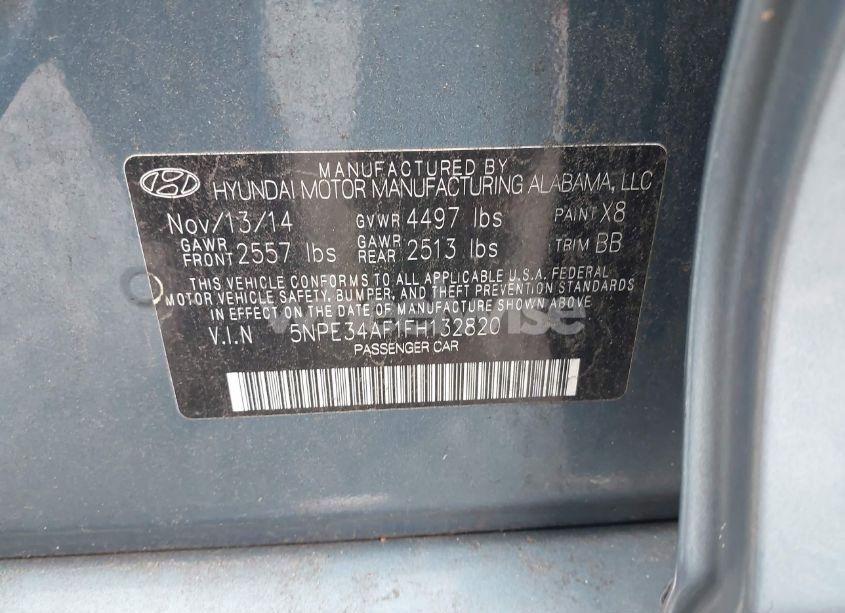 MANUFACTURED BY
HYUNDAI MOTOR MANUFACTURING ALABAMA, LLC
Nov/13/14 GVWR 4497 lbs PAINT X8
GAWR FRONT 2557 lbs GAWR REAR 2513 lbs TRIM BB
THIS VEHICLE CONFORMS TO ALL APPLICABLE U.S.A. FEDERAL
MOTOR VEHICLE SAFETY, BUMPER, AND THEFT PREVENTION STANDARDS
IN EFFECT ON THE DATE OF MANUFACTURE SHOWN ABOVE
V.I.N 5NPE34AF1FH132820
PASSENGER CAR